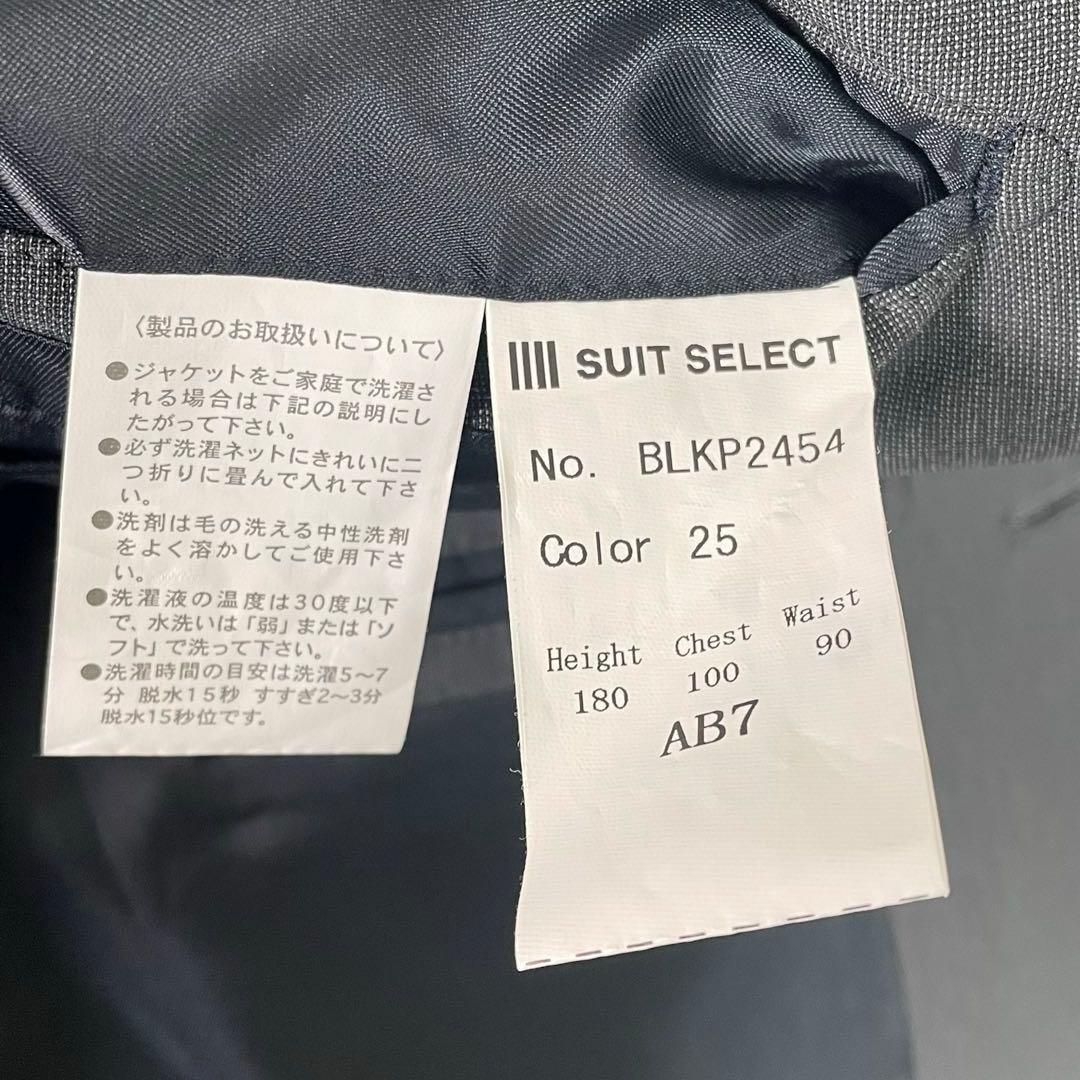 〈製品のお取扱いについて〉
●ジャケットをご家庭で洗濯さ
れる場合は下記の説明にし
たがって下さい。
●必ず洗濯ネットにきれいに二
つ折りに畳んで入れて下さ
い。
●洗剤は毛の洗える中性洗剤
をよく溶かしてご使用下さ
い。
●洗濯液の温度は30度以下
で、水洗いは「弱」または「ソ
フト」で洗って下さい。
●洗濯時間の目安は洗濯5～7
分 脱水15秒 すすぎ2～3分
脱水15秒位です。
SUIT SELECT
No. BLKP2454
Color 25
Height Chest Waist
180 100 90
AB7